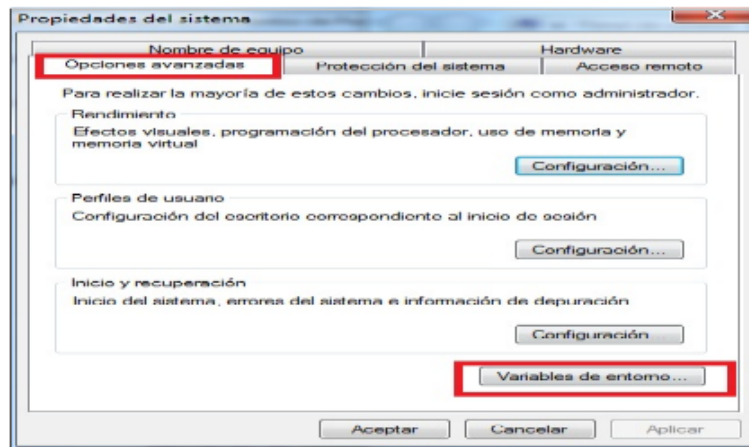 Propiedades del sistema
Nombre de equipo
Hardware
Opciones avanzadas
Protección del sistema
Acceso remoto
Para realizar la mayoría de estos cambios, inicie sesión como administrador.
Rendimiento
Efectos visuales, programación del procesador, uso de memoria y
memoria virtual
Configuración...
Perfiles de usuario
Configuración del escritorio correspondiente al inicio de sesión
Configuración...
Inicio y recuperación
Inicio del sistema, errores del sistema e información de depuración
Configuración...
Variables de entorno...
Aceptar
Cancelar
Aplicar